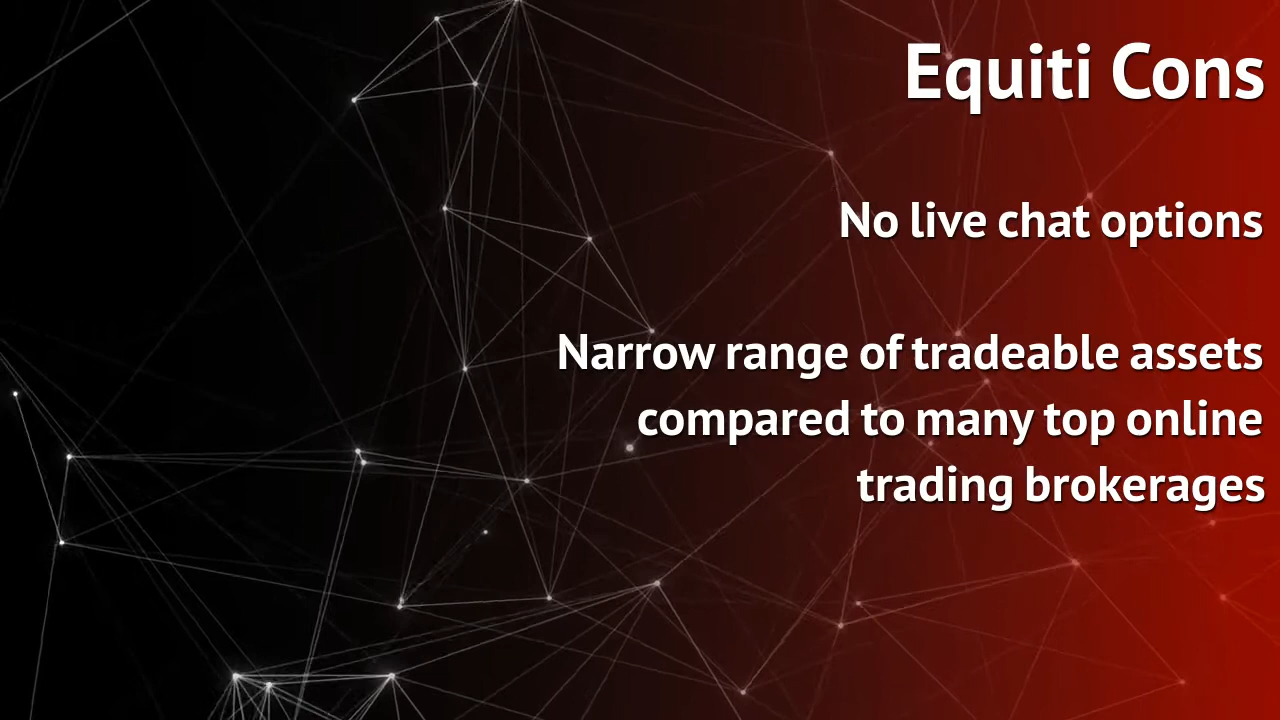 Equiti Cons
No live chat options
Narrow range of tradeable assets
compared to many top online
trading brokerages